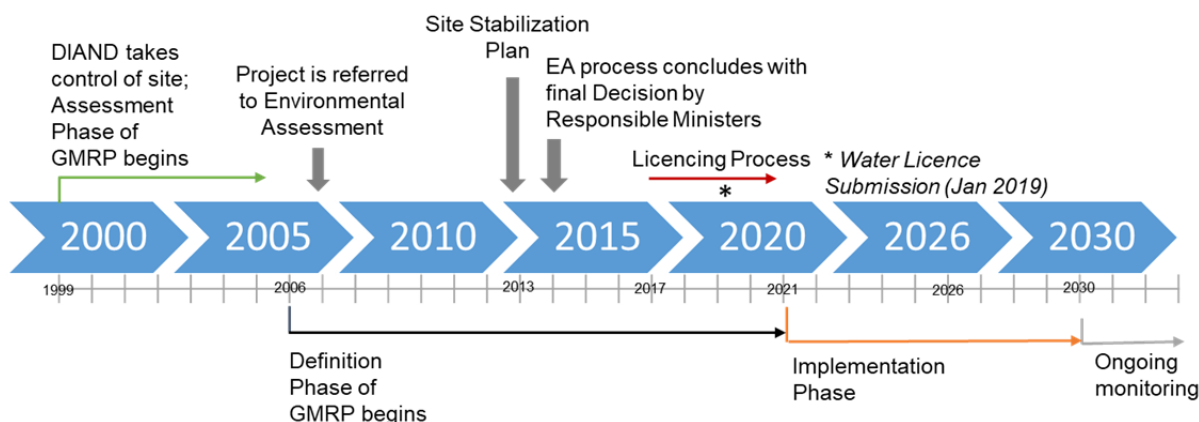 DIAND takes
control of site;
Assessment
Phase of
GMRP begins
Project is referred
to Environmental
Assessment
Site Stabilization
Plan
EA process concludes with
final Decision by
Responsible Ministers
Licencing Process
*
* Water Licence
Submission (Jan 2019)
2000
2005
2010
2015
2020
2026
2030
1999
2006
2013
2017
2021
2026
2030
Definition
Phase of
GMRP begins
Implementation
Phase
Ongoing
monitoring